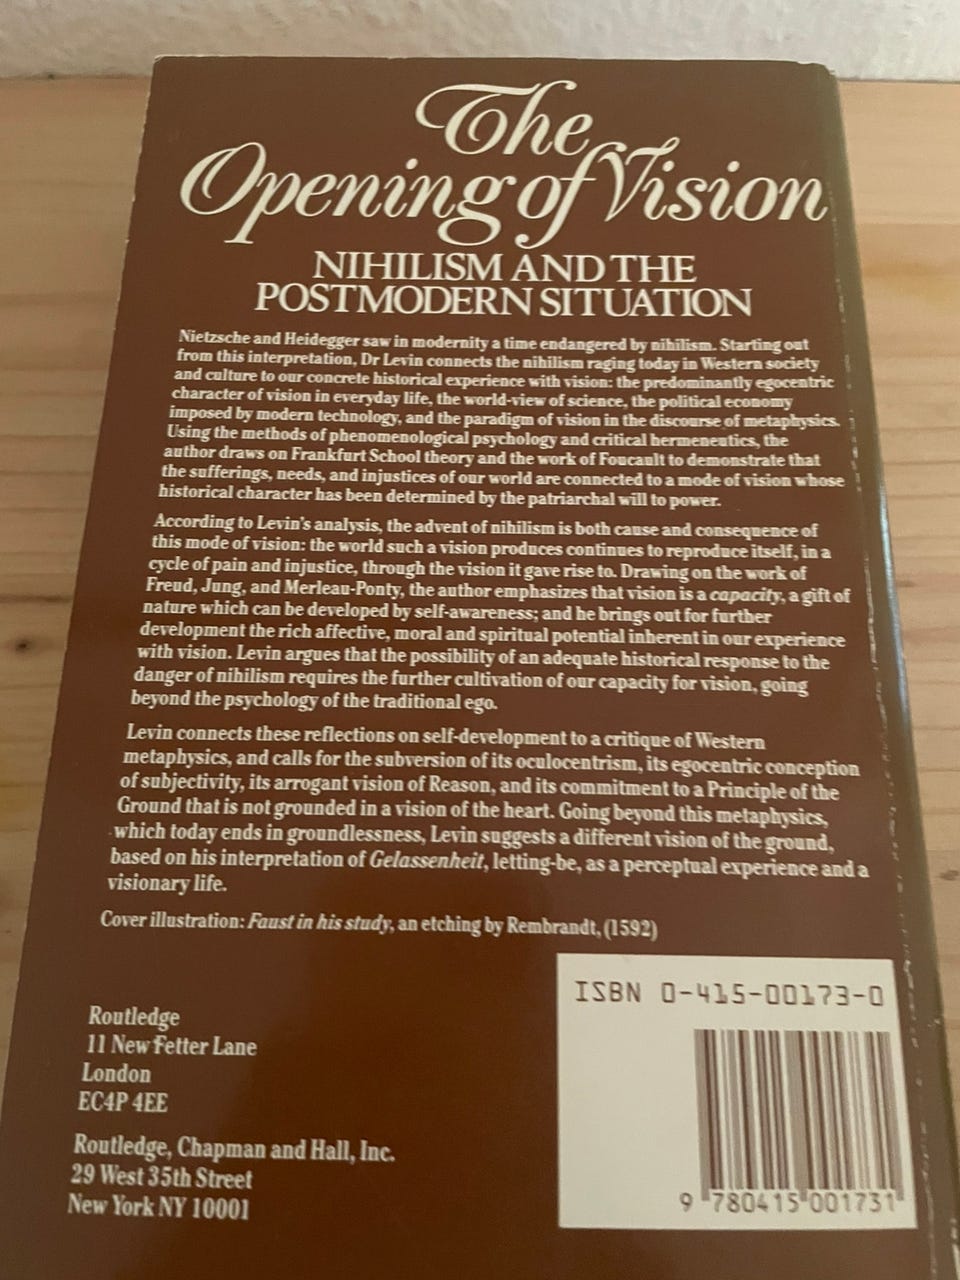 The
Opening of Vision
NIHILISM AND THE
POSTMODERN SITUATION
Nietzsche and Heidegger saw in modernity a time endangered by nihilism. Starting out
from this interpretation, Dr Levin connects the nihilism raging today in Western society
and culture to our concrete historical experience with vision: the predominantly egocentric
character of vision in everyday life, the world-view of science, the political economy
imposed by modern technology, and the paradigm of vision in the discourse of metaphysics.
Using the methods of phenomenological psychology and critical hermeneutics, the
author draws on Frankfurt School theory and the work of Foucault to demonstrate that
the sufferings, needs, and injustices of our world are connected to a mode of vision whose
historical character has been determined by the patriarchal will to power.
According to Levin's analysis, the advent of nihilism is both cause and consequence of
this mode of vision: the world such a vision produces continues to reproduce itself, in a
cycle of pain and injustice, through the vision it gave rise to. Drawing on the work of
Freud, Jung, and Merleau-Ponty, the author emphasizes that vision is a capacity, a gift of
nature which can be developed by self-awareness; and he brings out for further
development the rich affective, moral and spiritual potential inherent in our experience
with vision. Levin argues that the possibility of an adequate historical response to the
danger of nihilism requires the further cultivation of our capacity for vision, going
beyond the psychology of the traditional ego.
Levin connects these reflections on self-development to a critique of Western
metaphysics, and calls for the subversion of its oculocentrism, its egocentric conception
of subjectivity, its arrogant vision of Reason, and its commitment to a Principle of the
Ground that is not grounded in a vision of the heart. Going beyond this metaphysics,
which today ends in groundlessness, Levin suggests a different vision of the ground,
based on his interpretation of Gelassenheit, letting-be, as a perceptual experience and a
visionary life.
Cover illustration: Faust in his study, an etching by Rembrandt, (1592)
ISBN 0-415-00173-0
9 780415 001731
Routledge
11 New Fetter Lane
London
EC4P 4EE
Routledge, Chapman and Hall, Inc.
29 West 35th Street
New York NY 10001